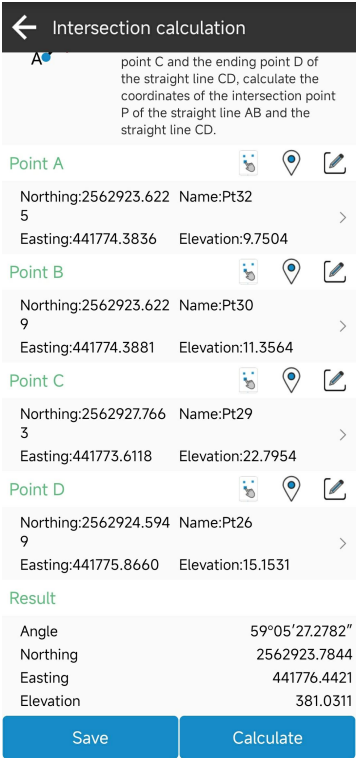 Intersection calculation
A
point C and the ending point D of
the straight line CD, calculate the
coordinates of the intersection point
P of the straight line AB and the
straight line CD.
Point A
Northing:2562923.622 Name:Pt32
5
Easting:441774.3836 Elevation:9.7504
Point B
Northing:2562923.622 Name:Pt30
9
Easting:441774.3881 Elevation:11.3564
Point C
Northing:2562927.766 Name:Pt29
3
Easting:441773.6118 Elevation:22.7954
Point D
Northing:2562924.594 Name:Pt26
9
Easting:441775.8660 Elevation:15.1531
Result
Angle 59°05′27.2782″
Northing 2562923.7844
Easting 441776.4421
Elevation 381.0311
Save Calculate